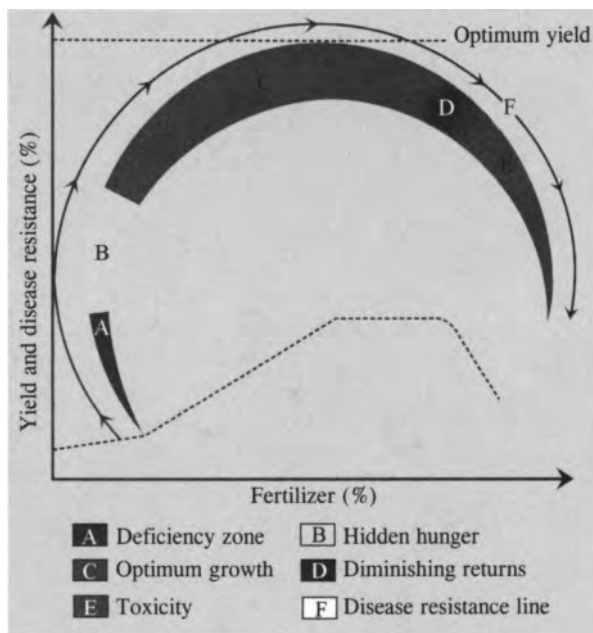 Optimum yield
C
D
F
E
B
A
Yield and disease resistance (%)
Fertilizer (%)
A Deficiency zone
B Hidden hunger
C Optimum growth
D Diminishing returns
E Toxicity
F Disease resistance line